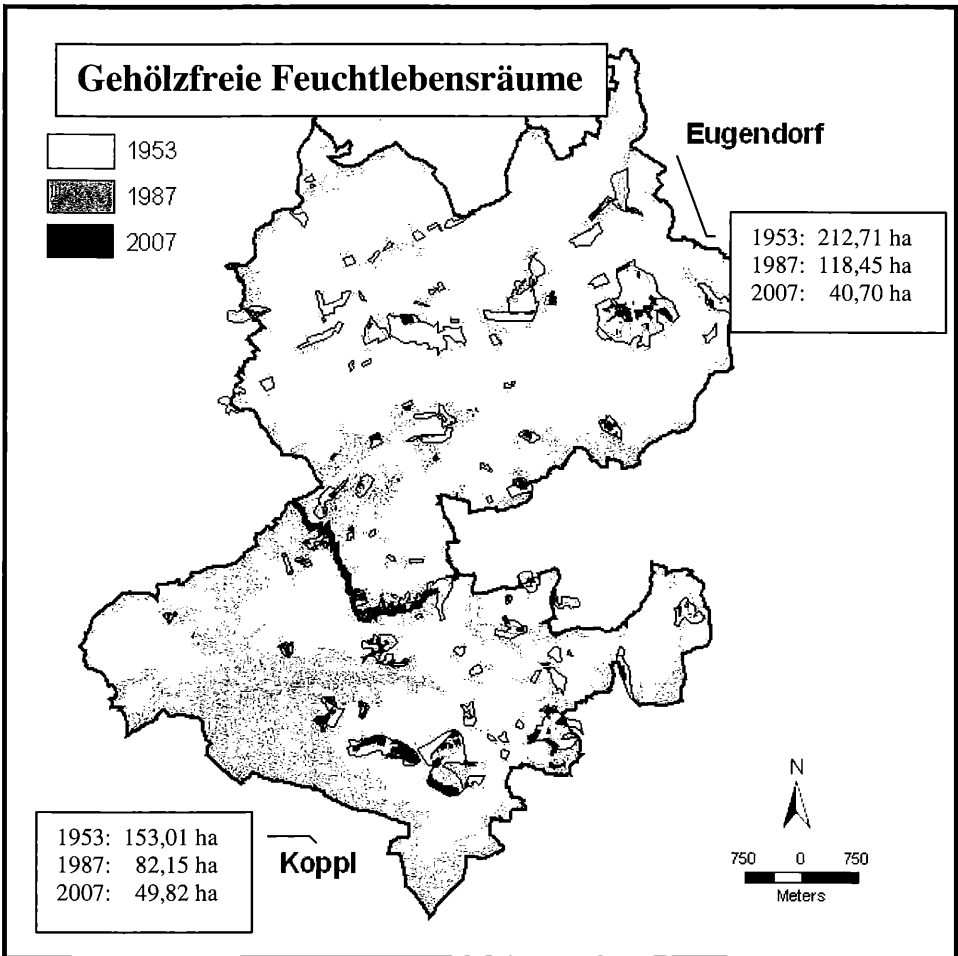 Gehölzfreie Feuchtlebensräume
1953
1987
2007
Eugendorf
1953: 212,71 ha
1987: 118,45 ha
2007: 40,70 ha
1953: 153,01 ha
1987: 82,15 ha
2007: 49,82 ha
Koppl
N
750 0 750
Meters